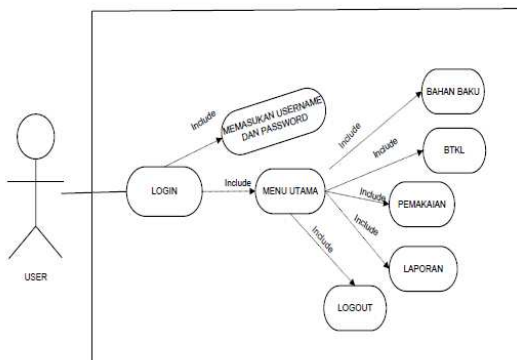 Include
MEMASUKAN USERNAME
DAN PASSWORD
BAHAN BAKU
Include
BTKL
Include
LOGIN
Include
MENU UTAMA
Include
PEMAKAIAN
Include
LAPORAN
Include
LOGOUT
USER